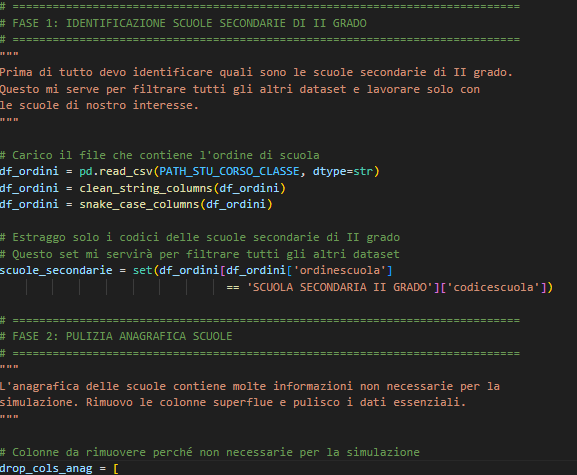 # =============================================================
# FASE 1: IDENTIFICAZIONE SCUOLE SECONDARIE DI II GRADO
# =============================================================
"""
Prima di tutto devo identificare quali sono le scuole secondarie di II grado.
Questo mi serve per filtrare tutti gli altri dataset e lavorare solo con
le scuole di nostro interesse.
"""
# Carico il file che contiene l'ordine di scuola
df_ordini = pd.read_csv(PATH_STU_CORSO_CLASSE, dtype=str)
df_ordini = clean_string_columns(df_ordini)
df_ordini = snake_case_columns(df_ordini)
# Estraggo solo i codici delle scuole secondarie di II grado
# Questo set mi servirà per filtrare tutti gli altri dataset
scuole_secondarie = set(df_ordini[df_ordini['ordinescuola']
== 'SCUOLA SECONDARIA II GRADO']['codicescuola'])
# =============================================================
# FASE 2: PULIZIA ANAGRAFICA SCUOLE
# =============================================================
"""
L'anagrafica delle scuole contiene molte informazioni non necessarie per la
simulazione. Rimuovo le colonne superflue e pulisco i dati essenziali.
"""
# Colonne da rimuovere perché non necessarie per la simulazione
drop_cols_anag = [